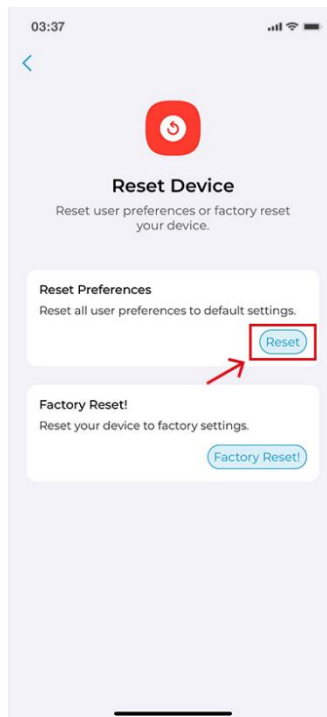 03:37
Reset Device
Reset user preferences or factory reset
your device.
Reset Preferences
Reset all user preferences to default settings.
Reset
Factory Reset!
Reset your device to factory settings.
Factory Reset!